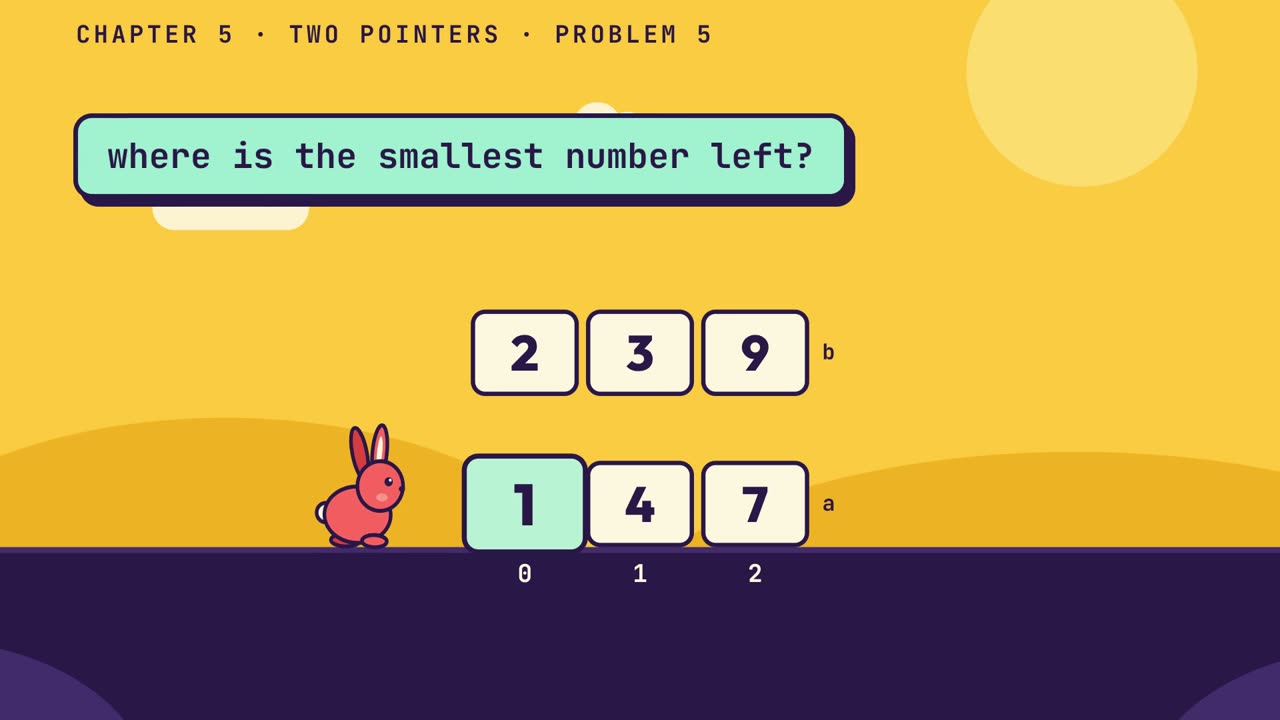 CHAPTER 5 · TWO POINTERS · PROBLEM 5
where is the smallest number left?
2 3 9 b
1 4 7 a
0 1 2